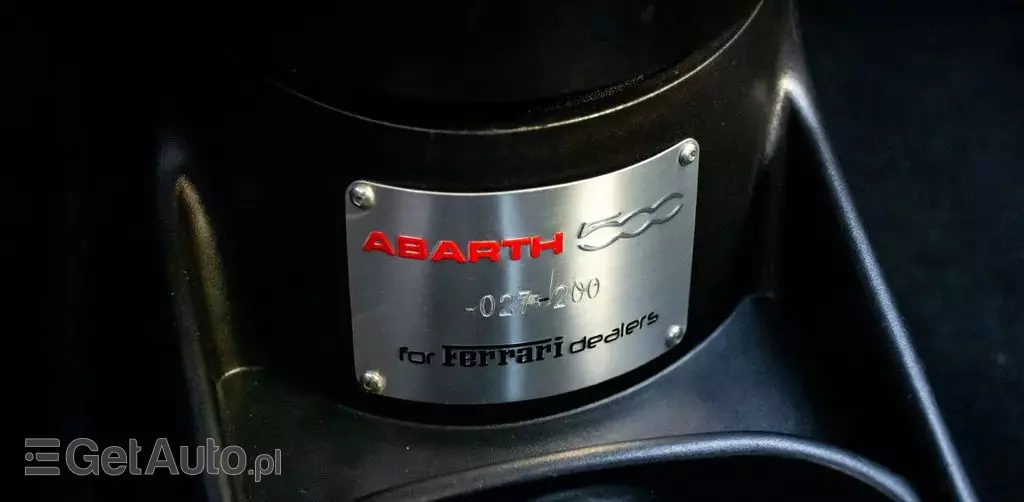 ABARTH 500
-027-/200
for Ferrari dealers
GetAuto.pl